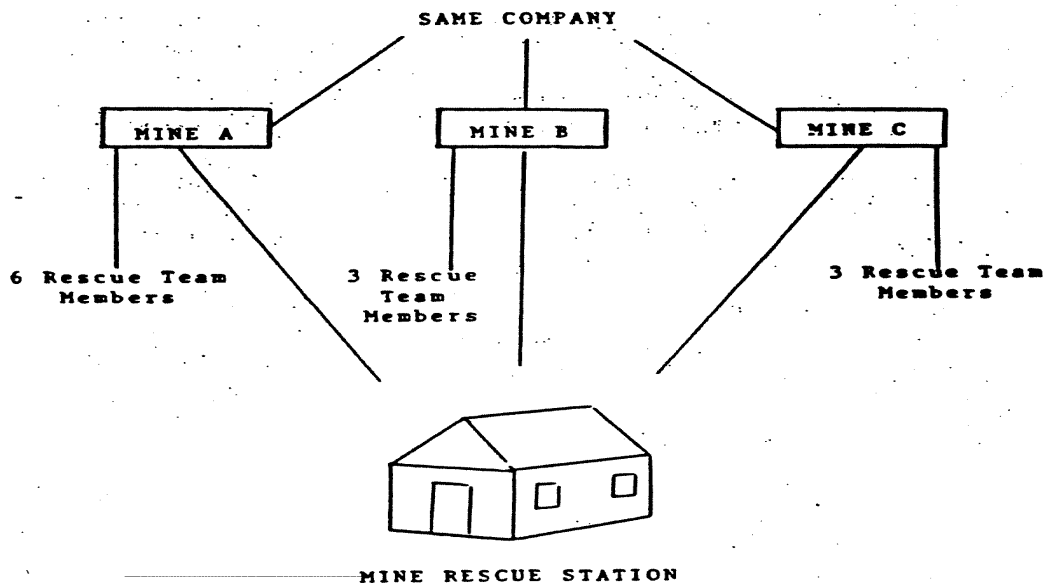 SAME COMPANY
MINE A
MINE B
MINE C
6 Rescue Team
Members
3 Rescue
Team
Members
3 Rescue Team
Members
MINE RESCUE STATION